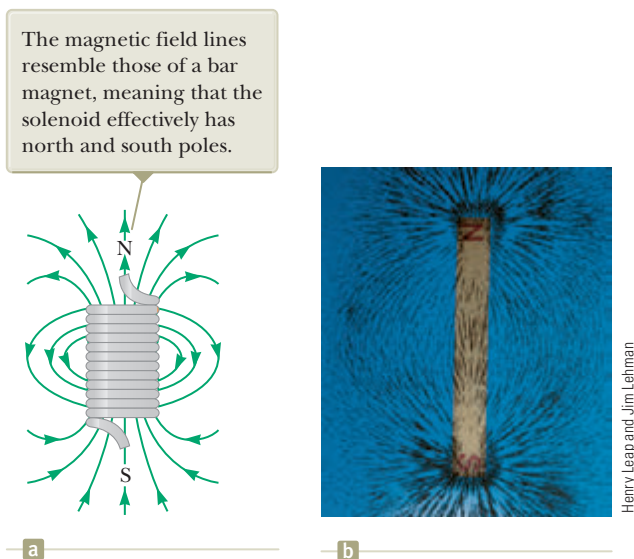 The magnetic field lines
resemble those of a bar
magnet, meaning that the
solenoid effectively has
north and south poles.
N
S
a
N
S
b
Henry Leap and Jim Lehman